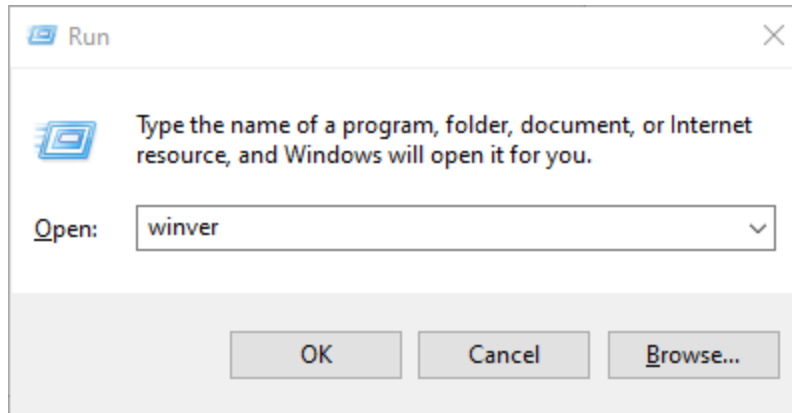 Run
Type the name of a program, folder, document, or Internet
resource, and Windows will open it for you.
Open: winver
OK Cancel Browse...